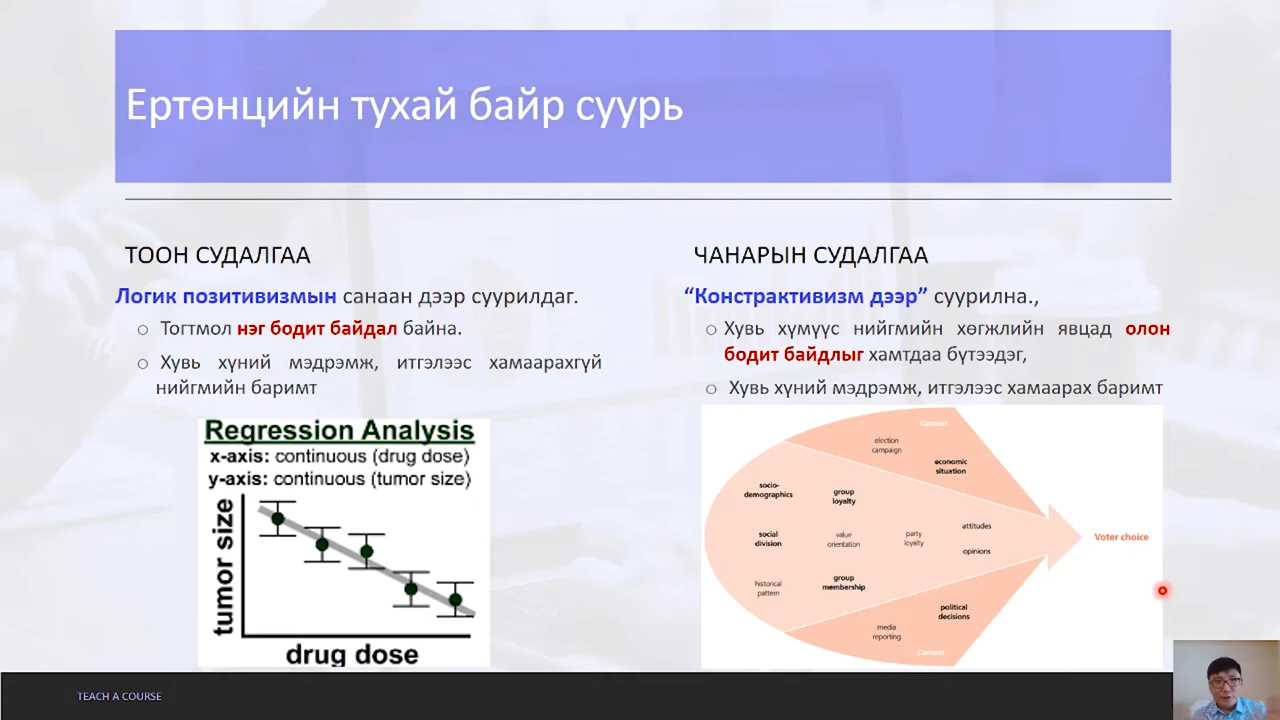 Ертөнцийн тухай байр суурь
ТООН СУДАЛГАА
Логик позитивизмын санаан дээр суурилдаг.
Тогтмол нэг бодит байдал байна.
Хувь хүний мэдрэмж, итгэлээс хамаарахгүй
нийгмийн баримт
Regression Analysis
x-axis: continuous (drug dose)
y-axis: continuous (tumor size)
tumor size
drug dose
ЧАНАРЫН СУДАЛГАА
“Констрактивизм дээр” суурилна.,
Хувь хүмүүс нийгмийн хөгжлийн явцад олон
бодит байдлыг хамтдаа бүтээдэг,
Хувь хүний мэдрэмж, итгэлээс хамаарах баримт
Context
election
campaign
economic
situation
socio-
demographics
group
loyalty
social
division
value
orientation
party
loyalty
attitudes
opinions
historical
pattern
group
membership
political
decisions
media
reporting
Context
Voter choice
TEACH A COURSE